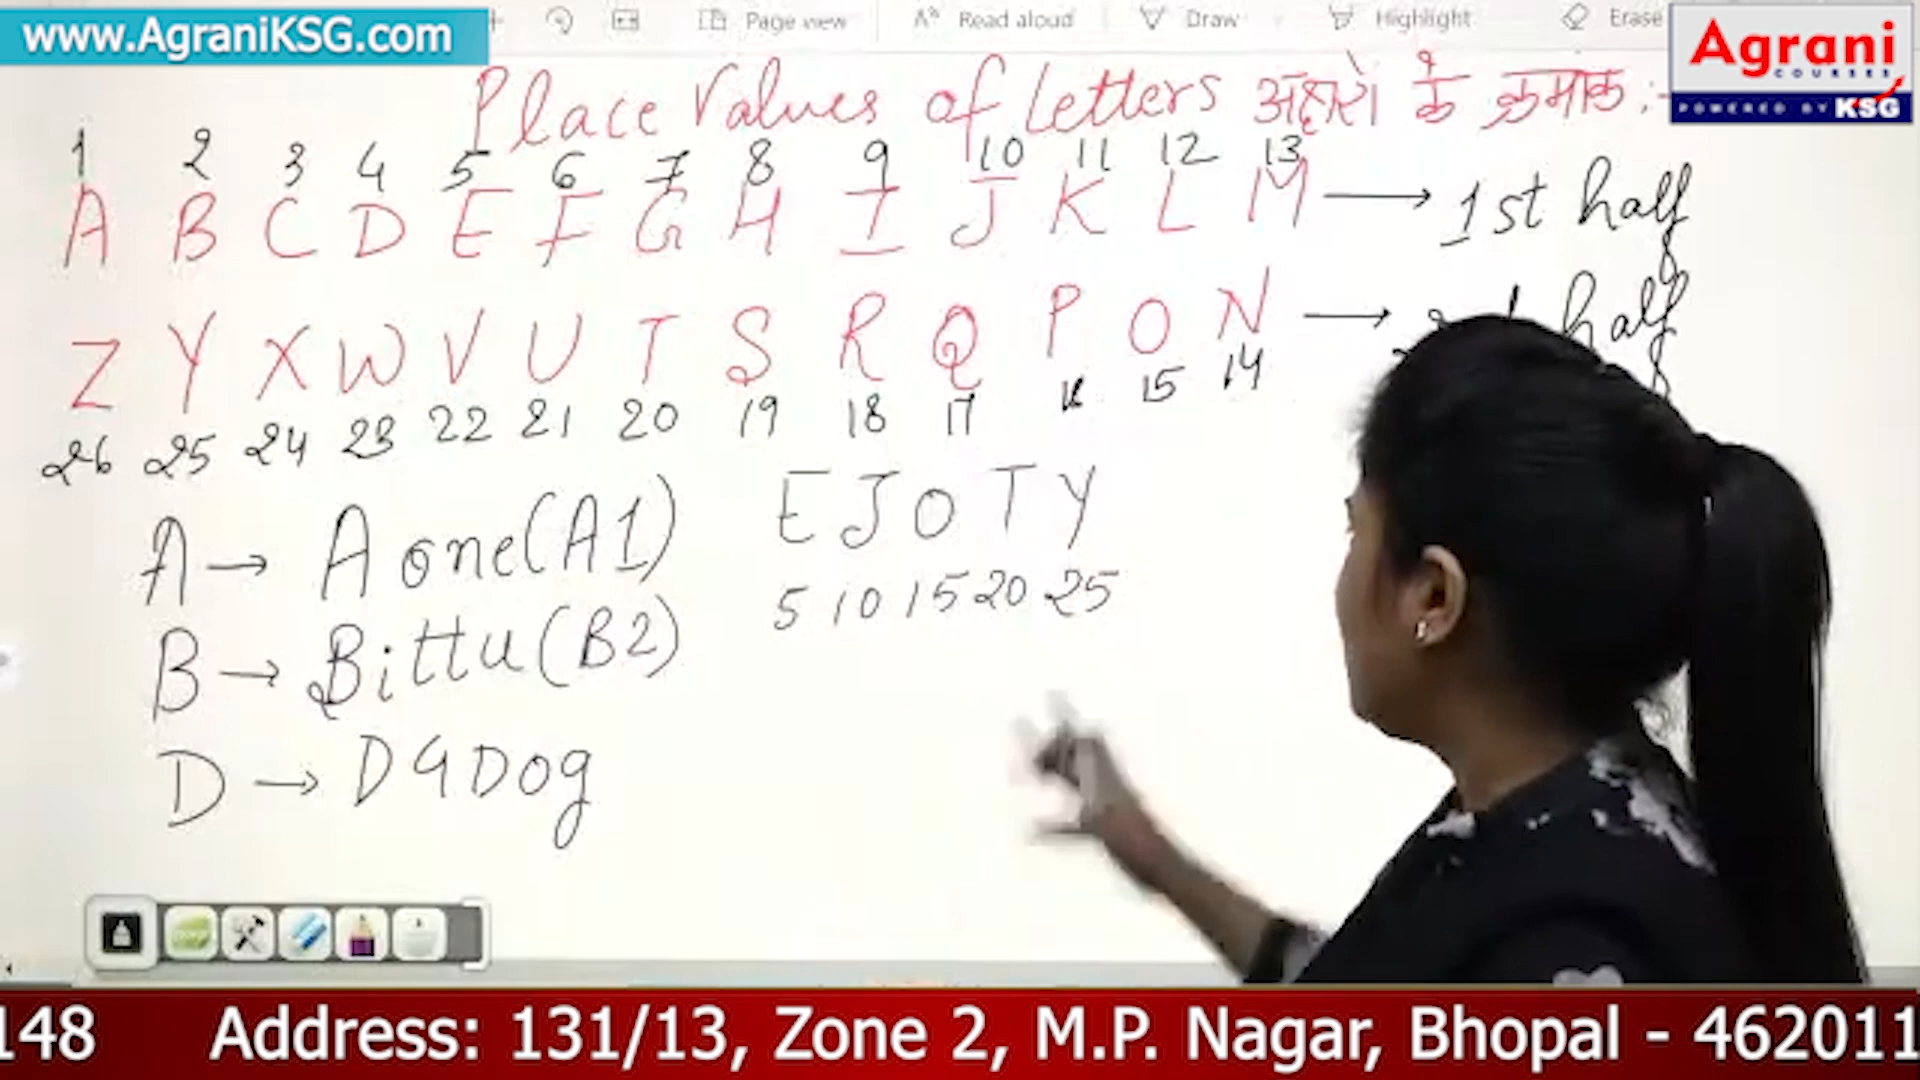 www.AgraniKSG.com
Page view
Read aloud
Draw
Highlight
Erase
Agrani
COURSES
POWERED BY KSG
Place Values of Letters अक्षरों के क्रमांक :-
1 2 3 4 5 6 7 8 9 10 11 12 13
A B C D E F G H I J K L M → 1st half
Z Y X W V U T S R Q P O N → half
26 25 24 23 22 21 20 19 18 17 16 15 14
A → A one (A1)
E J O T Y
5 10 15 20 25
B → Bittu (B2)
D → D4Dog
148 Address: 131/13, Zone 2, M.P. Nagar, Bhopal - 462011